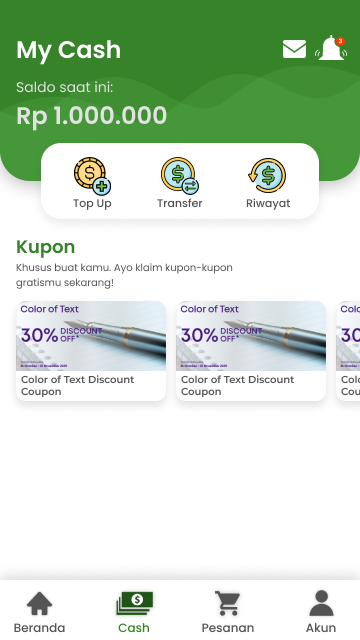 My Cash
3
Saldo saat ini:
Rp 1.000.000
Top Up
Transfer
Riwayat
Kupon
Khusus buat kamu. Ayo klaim kupon-kupon
gratismu sekarang!
Color of Text
30% DISCOUNT
OFF*
Color of Text Discount
Coupon
Color of Text
30% DISCOUNT
OFF*
Color of Text Discount
Coupon
Colo
30
Colo
Cou
Beranda
Cash
Pesanan
Akun